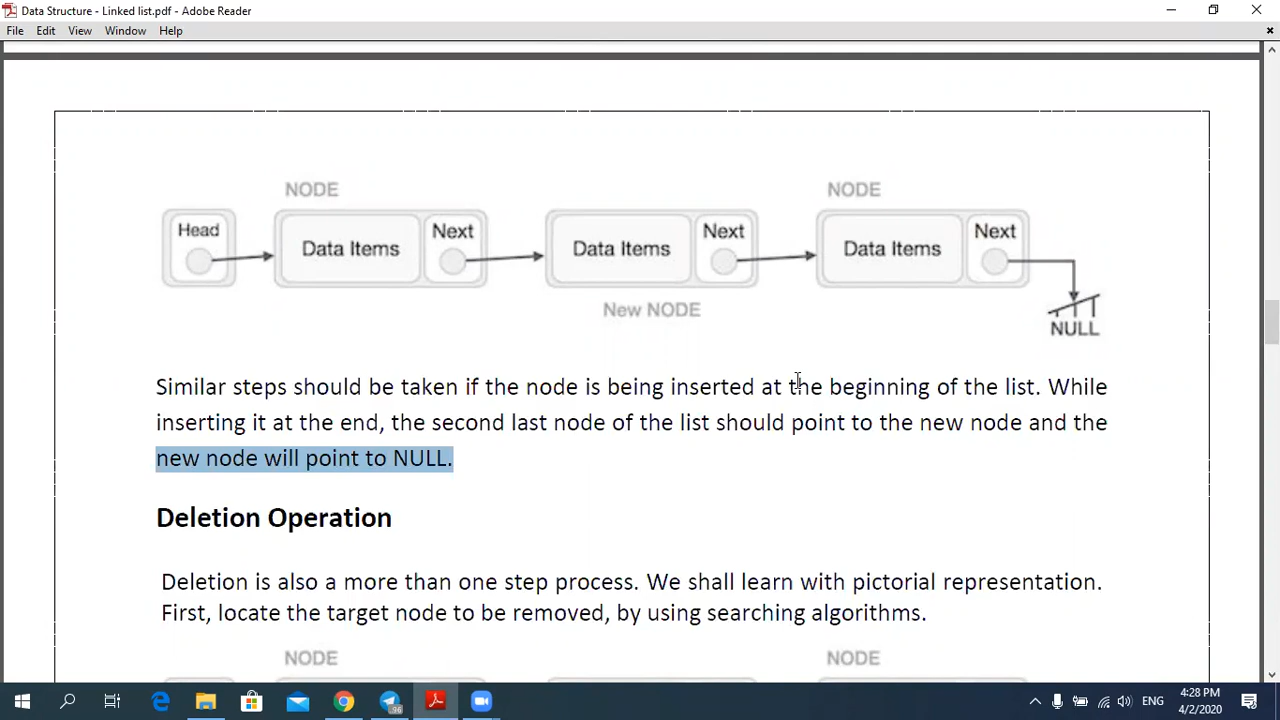 Data Structure - Linked list.pdf - Adobe Reader
File Edit View Window Help
NODE NODE
Head Data Items Next Data Items Next Data Items Next
New NODE
NULL
Similar steps should be taken if the node is being inserted at the beginning of the list. While
inserting it at the end, the second last node of the list should point to the new node and the
new node will point to NULL.
Deletion Operation
Deletion is also a more than one step process. We shall learn with pictorial representation.
First, locate the target node to be removed, by using searching algorithms.
NODE NODE
96
ENG
4:28 PM
4/2/2020